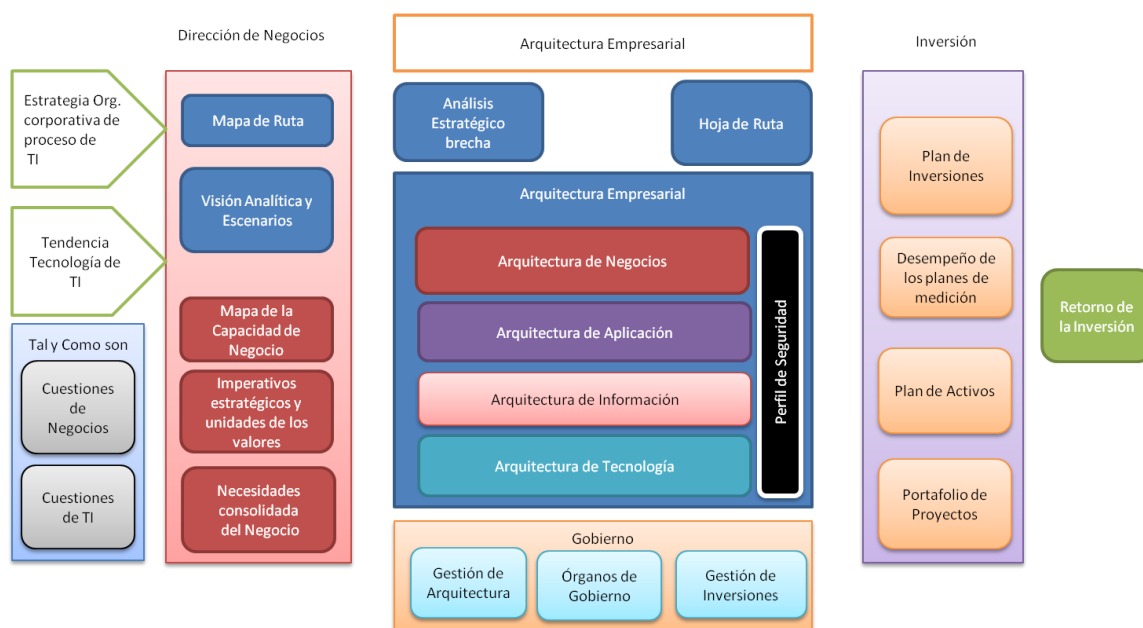 Dirección de Negocios
Estrategia Org.
corporativa de
proceso de
TI
Tendencia
Tecnología de
TI
Tal y Como son
Cuestiones
de
Negocios
Cuestiones
de TI
Mapa de Ruta
Visión Analítica y
Escenarios
Mapa de la
Capacidad de
Negocio
Imperativos
estratégicos y
unidades de los
valores
Necesidades
consolidada
del Negocio
Arquitectura Empresarial
Análisis
Estratégico
brecha
Hoja de Ruta
Arquitectura Empresarial
Arquitectura de Negocios
Arquitectura de Aplicación
Arquitectura de Información
Arquitectura de Tecnología
Perfil de Seguridad
Gobierno
Gestión de
Arquitectura
Órganos de
Gobierno
Gestión de
Inversiones
Inversión
Plan de
Inversiones
Desempeño de
los planes de
medición
Plan de Activos
Portafolio de
Proyectos
Retorno de
la Inversión